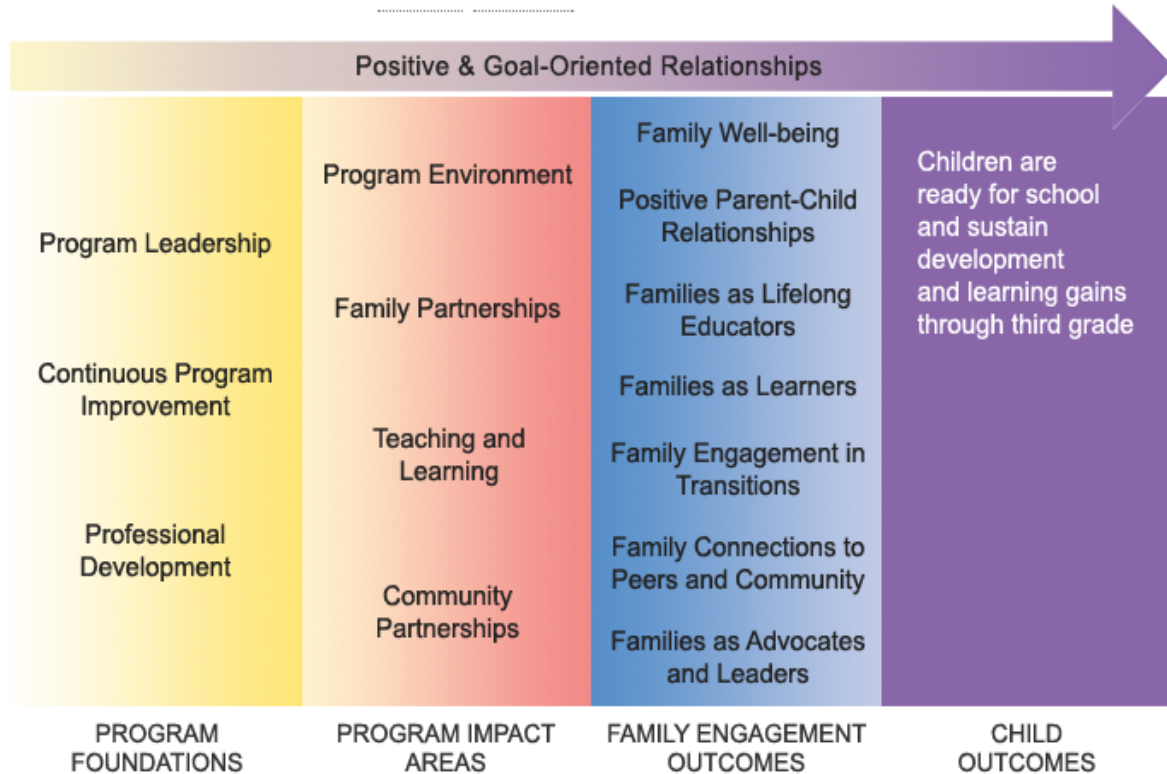 Positive & Goal-Oriented Relationships
Program Leadership
Continuous Program
Improvement
Professional
Development
PROGRAM
FOUNDATIONS
Program Environment
Family Partnerships
Teaching and
Learning
Community
Partnerships
PROGRAM IMPACT
AREAS
Family Well-being
Positive Parent-Child
Relationships
Families as Lifelong
Educators
Families as Learners
Family Engagement in
Transitions
Family Connections to
Peers and Community
Families as Advocates
and Leaders
FAMILY ENGAGEMENT
OUTCOMES
Children are
ready for school
and sustain
development
and learning gains
through third grade
CHILD
OUTCOMES